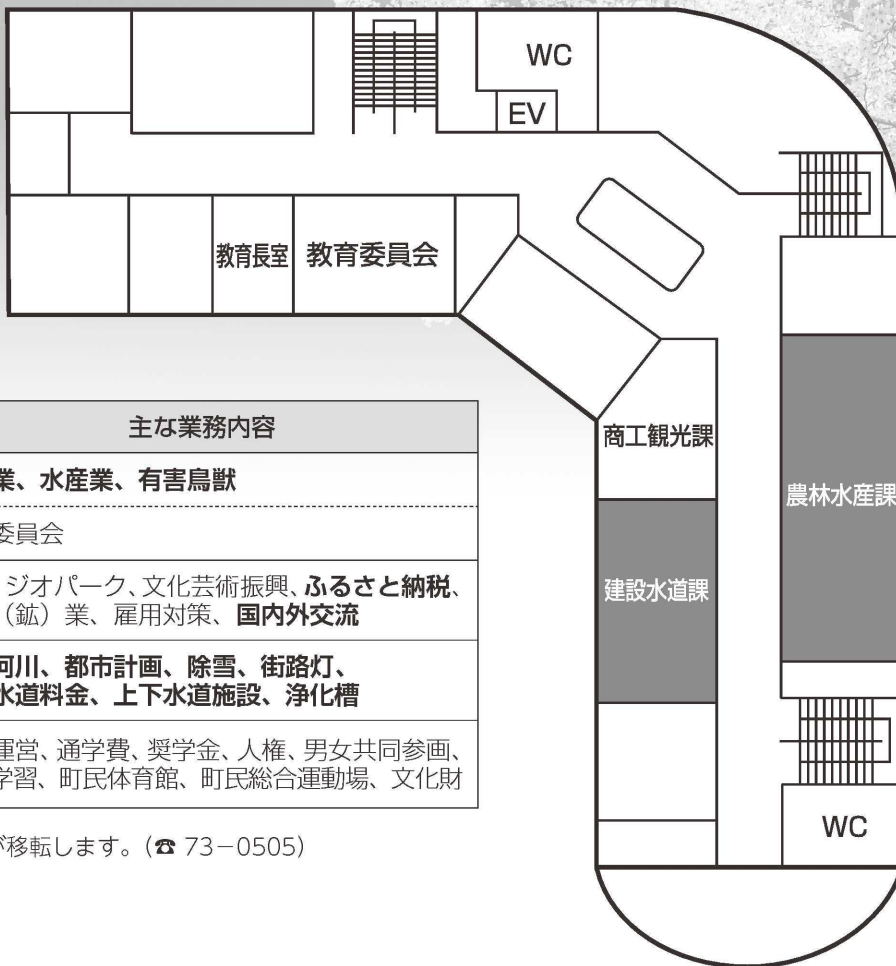 WC
EV
教育長室
教育委員会
商工観光課
農林水産課
建設水道課
WC
主な業務内容
業、水産業、有害鳥獣
委員会
ジオパーク、文化芸術振興、ふるさと納税、
（鉱）業、雇用対策、国内外交流
河川、都市計画、除雪、街路灯、
水道料金、上下水道施設、浄化槽
運営、通学費、奨学金、人権、男女共同参画、
学習、町民体育館、町民総合運動場、文化財
が移転します。（☎ 73－0505）